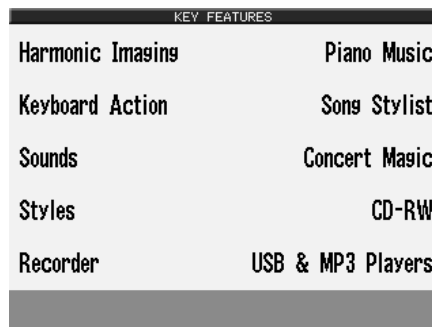 KEY FEATURES
Harmonic Imaging Piano Music
Keyboard Action Song Stylist
Sounds Concert Magic
Styles CD-RW
Recorder USB & MP3 Players